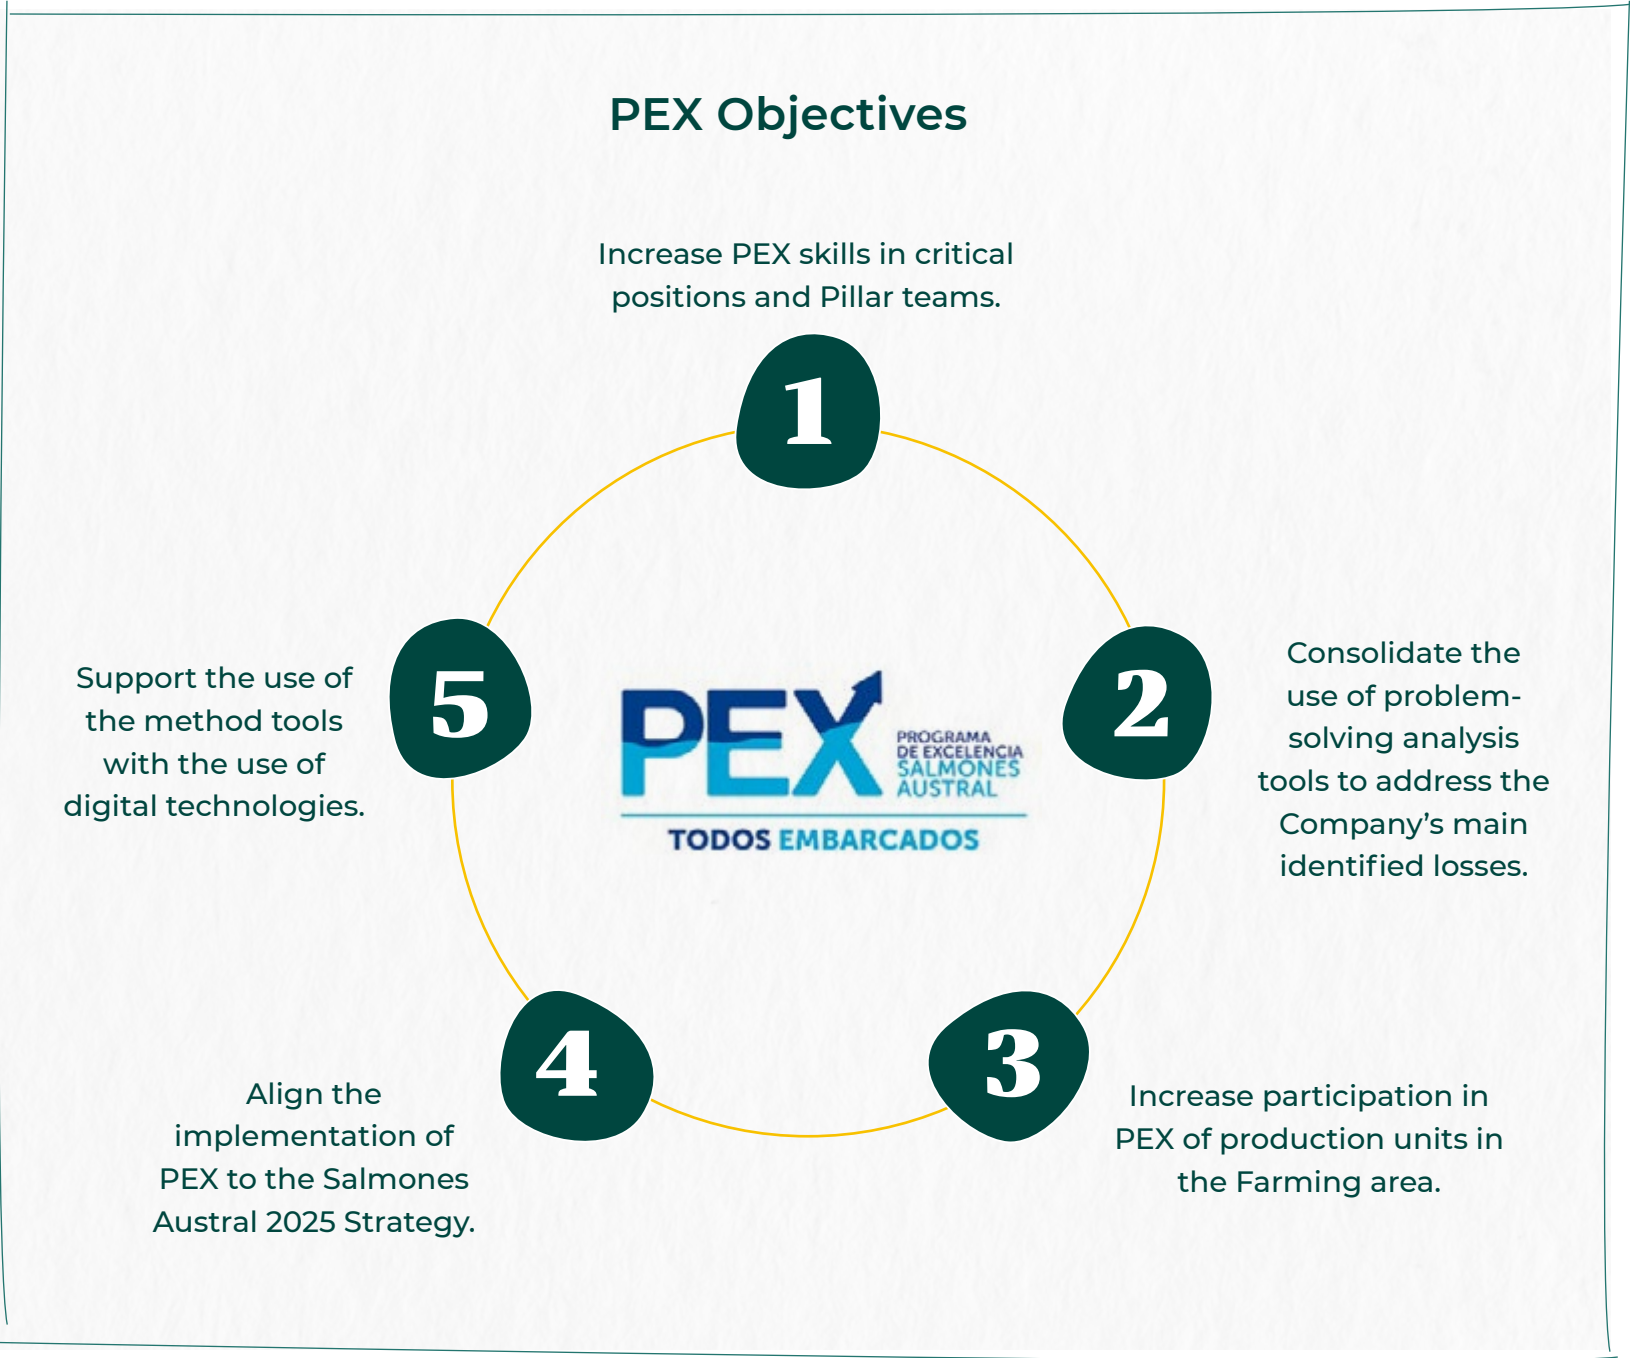 PEX Objectives
Increase PEX skills in critical
positions and Pillar teams.
1
2
Consolidate the
use of problem-
solving analysis
tools to address the
Company's main
identified losses.
3
Increase participation in
PEX of production units in
the Farming area.
4
Align the
implementation of
PEX to the Salmones
Austral 2025 Strategy.
5
Support the use of
the method tools
with the use of
digital technologies.
PEX
PROGRAMA
DE EXCELENCIA
SALMONES
AUSTRAL
TODOS EMBARCADOS